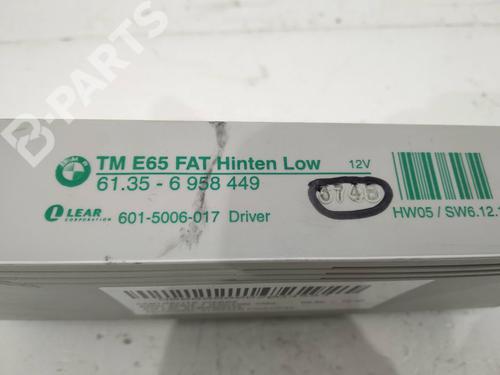 B-PARTS
TM E65 FAT Hinten Low 12V
61.35 - 6 958 449
LEAR CORPORATION 601-5006-017 Driver
HW05 / SW6.12.1